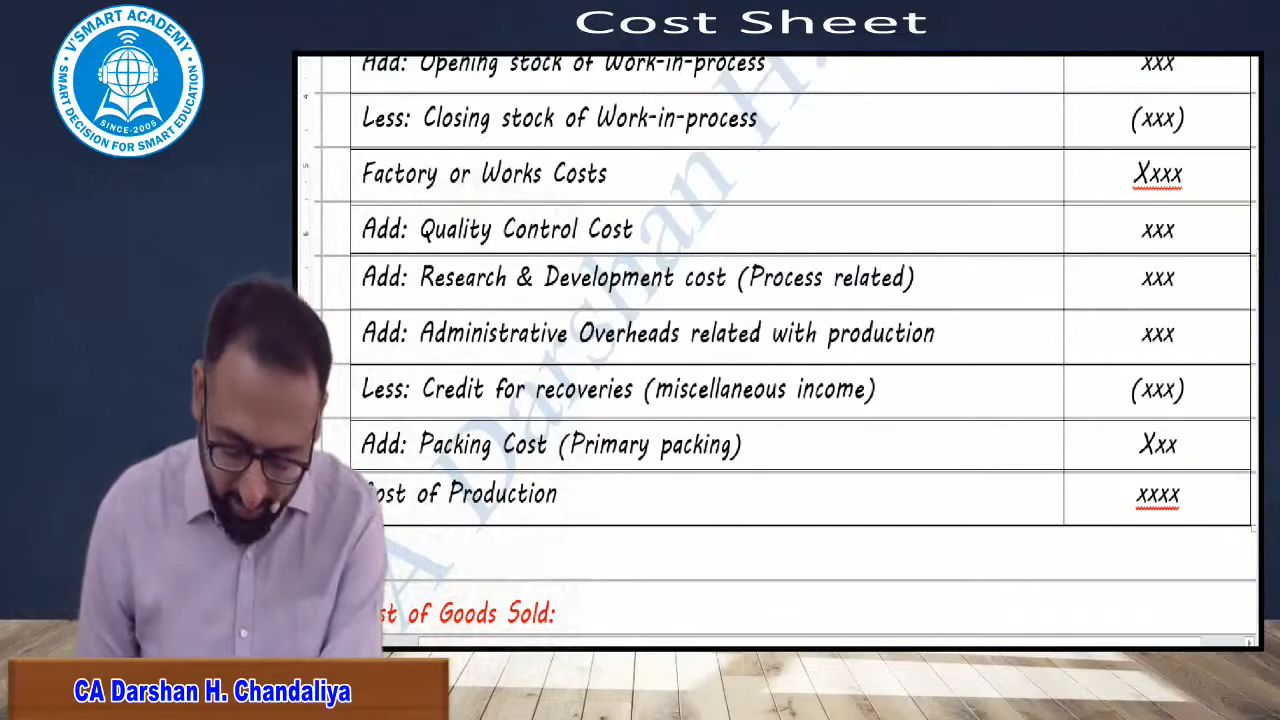 Cost Sheet
V'SMART ACADEMY
SINCE-2005
SMART DECISION FOR SMART EDUCATION
Add: Opening stock of Work-in-process xxx
Less: Closing stock of Work-in-process (xxx)
Factory or Works Costs Xxxx
Add: Quality Control Cost xxx
Add: Research & Development cost (Process related) xxx
Add: Administrative Overheads related with production xxx
Less: Credit for recoveries (miscellaneous income) (xxx)
Add: Packing Cost (Primary packing) Xxx
ost of Production xxxx
st of Goods Sold:
A Darshan H.
CA Darshan H. Chandaliya